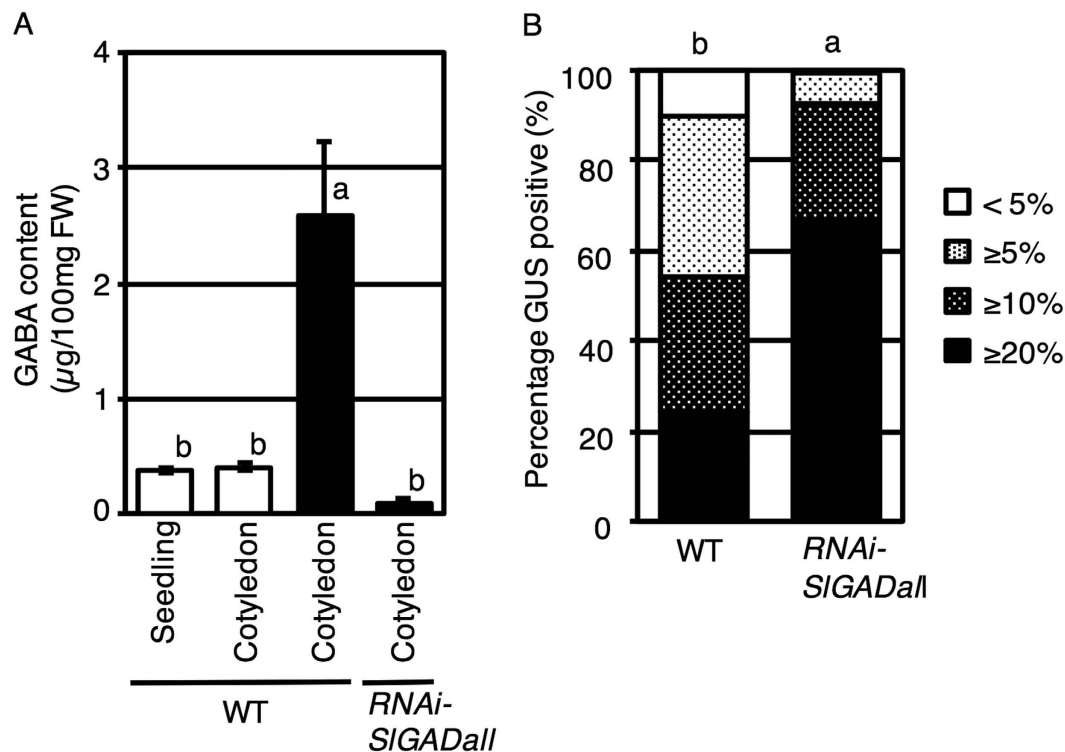 A
GABA content
(µg/100mg FW)
4
3
2
1
0
b
b
a
b
Seedling
Cotyledon
Cotyledon
Cotyledon
WT
RNAi-
SlGADall
B
b
a
Percentage GUS positive (%)
100
80
60
40
20
0
WT
RNAi-
SlGADall
< 5%
≥5%
≥10%
≥20%